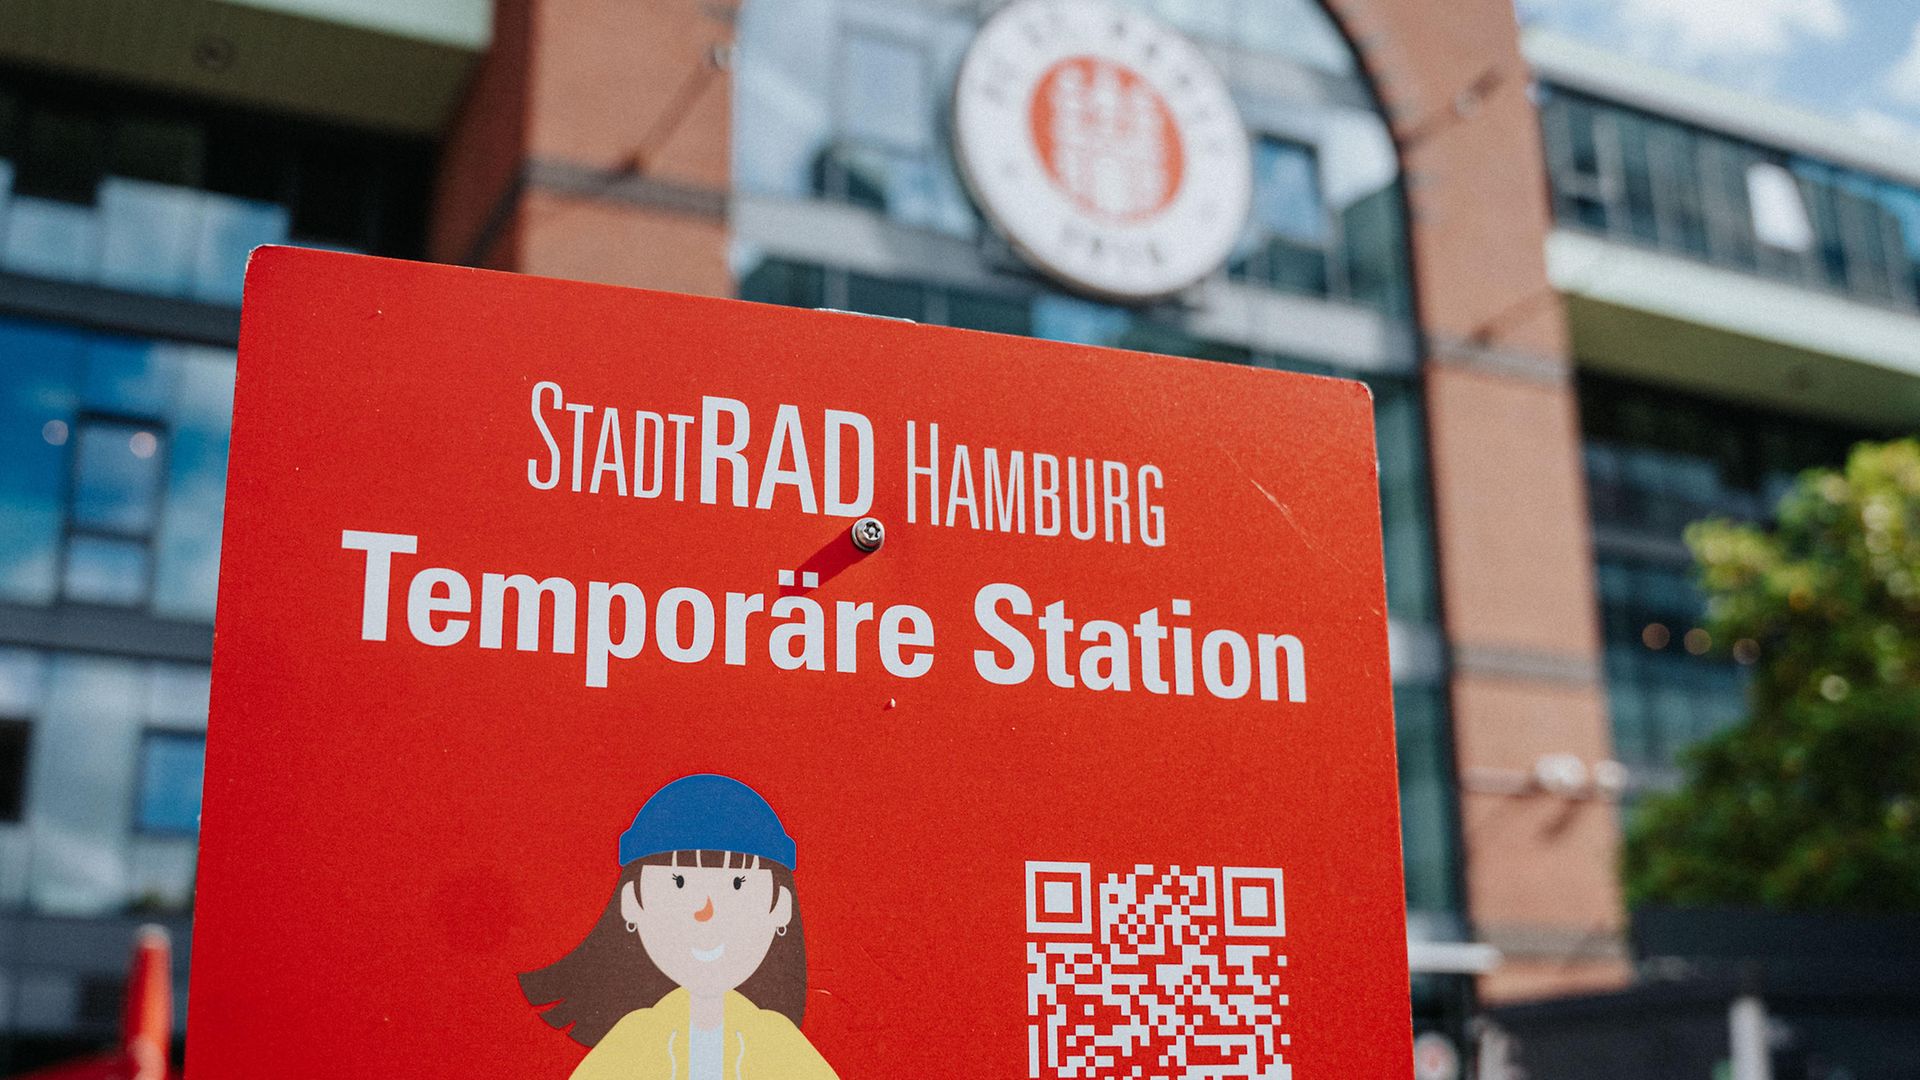 StadtRAD Hamburg
Temporäre Station